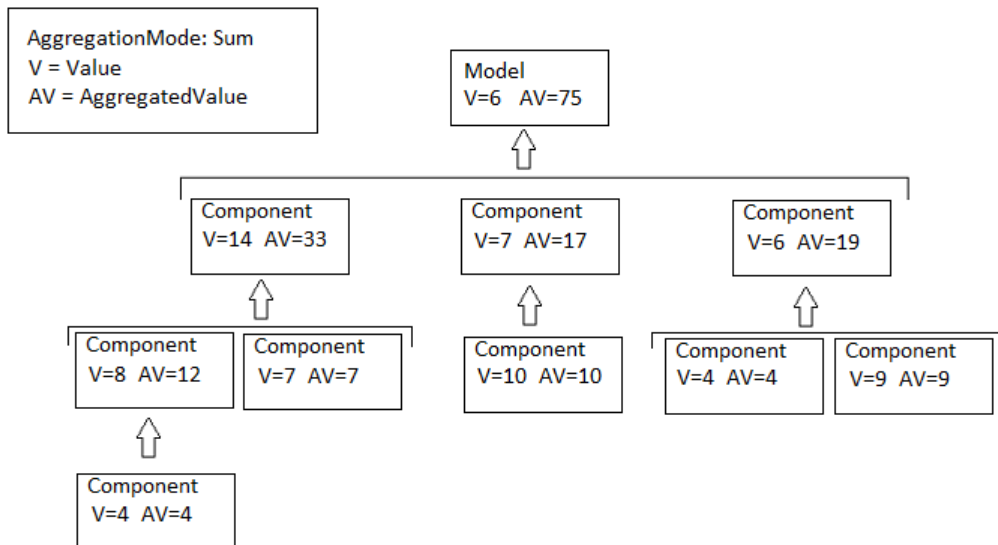 AggregationMode: Sum
V = Value
AV = AggregatedValue
Model
V=6 AV=75
Component
V=14 AV=33
Component
V=7 AV=17
Component
V=6 AV=19
Component
V=8 AV=12
Component
V=7 AV=7
Component
V=10 AV=10
Component
V=4 AV=4
Component
V=9 AV=9
Component
V=4 AV=4